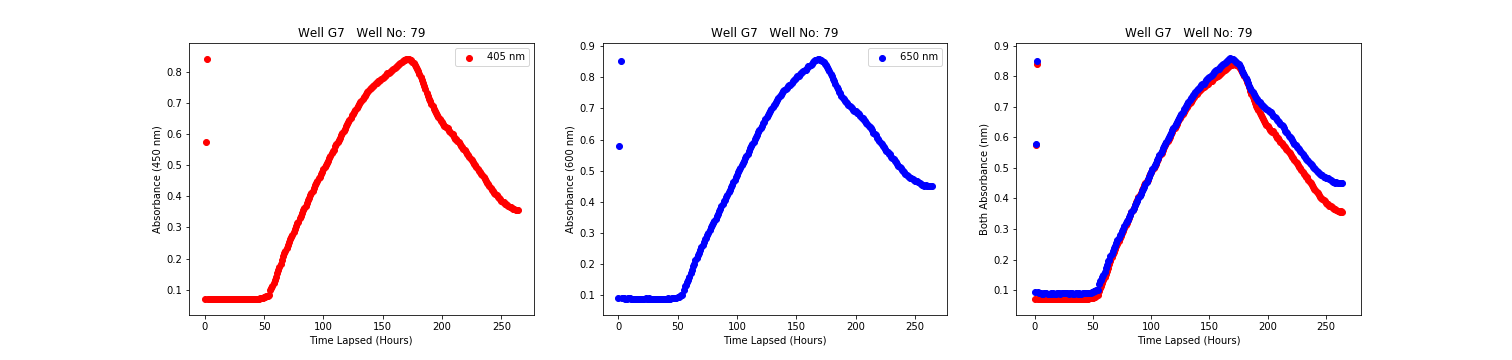 Well G7   Well No: 79
405 nm
Absorbance (450 nm)
0.8
0.7
0.6
0.5
0.4
0.3
0.2
0.1
0 50 100 150 200 250
Time Lapsed (Hours)
Well G7   Well No: 79
650 nm
Absorbance (600 nm)
0.9
0.8
0.7
0.6
0.5
0.4
0.3
0.2
0.1
0 50 100 150 200 250
Time Lapsed (Hours)
Well G7   Well No: 79
Both Absorbance (nm)
0.9
0.8
0.7
0.6
0.5
0.4
0.3
0.2
0.1
0 50 100 150 200 250
Time Lapsed (Hours)